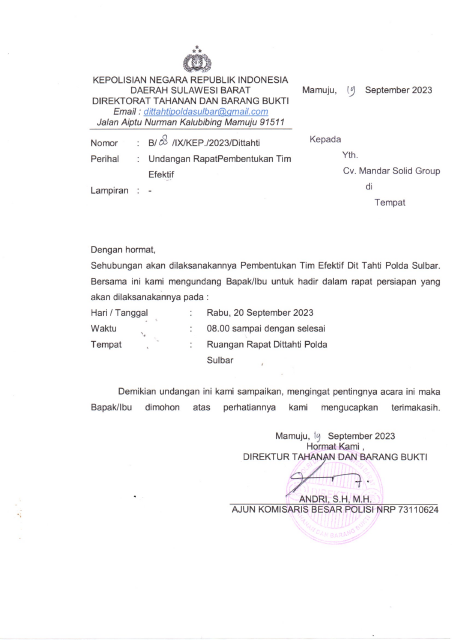 KEPOLISIAN NEGARA REPUBLIK INDONESIA
DAERAH SULAWESI BARAT
DIREKTORAT TAHANAN DAN BARANG BUKTI
Email : dittahtipoldasulbar@gmail.com
Jalan Aiptu Nurman Kalubibing Mamuju 91511
Mamuju, 19 September 2023
Nomor : B/ /IX/KEP./2023/Dittahti
Perihal : Undangan RapatPembentukan Tim
Efektif
Lampiran : -
Kepada
Yth.
Cv. Mandar Solid Group
di
Tempat
Dengan hormat,
Sehubungan akan dilaksanakannya Pembentukan Tim Efektif Dit Tahti Polda Sulbar.
Bersama ini kami mengundang Bapak/Ibu untuk hadir dalam rapat persiapan yang
akan dilaksanakannya pada :
Hari / Tanggal : Rabu, 20 September 2023
Waktu : 08.00 sampai dengan selesai
Tempat : Ruangan Rapat Dittahti Polda
Sulbar
Demikian undangan ini kami sampaikan, mengingat pentingnya acara ini maka
Bapak/Ibu dimohon atas perhatiannya kami mengucapkan terimakasih.
Mamuju, 19 September 2023
Hormat Kami ,
DIREKTUR TAHANAN DAN BARANG BUKTI
ANDRI, S.H, M.H.
AJUN KOMISARIS BESAR POLISI NRP 73110624